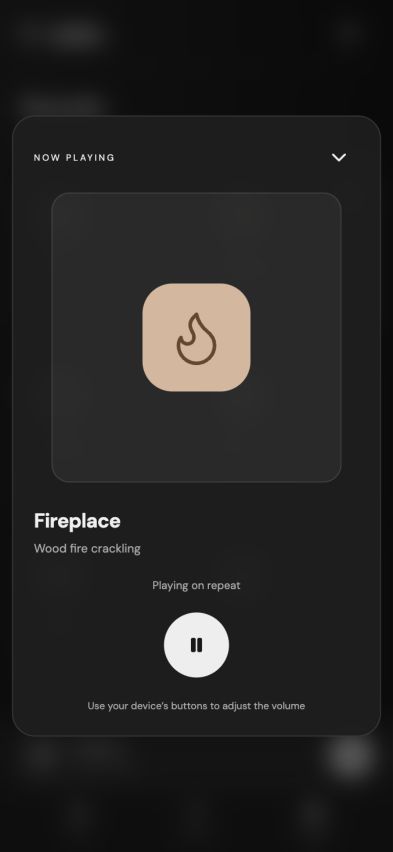 NOW PLAYING
Fireplace
Wood fire crackling
Playing on repeat
Use your device's buttons to adjust the volume